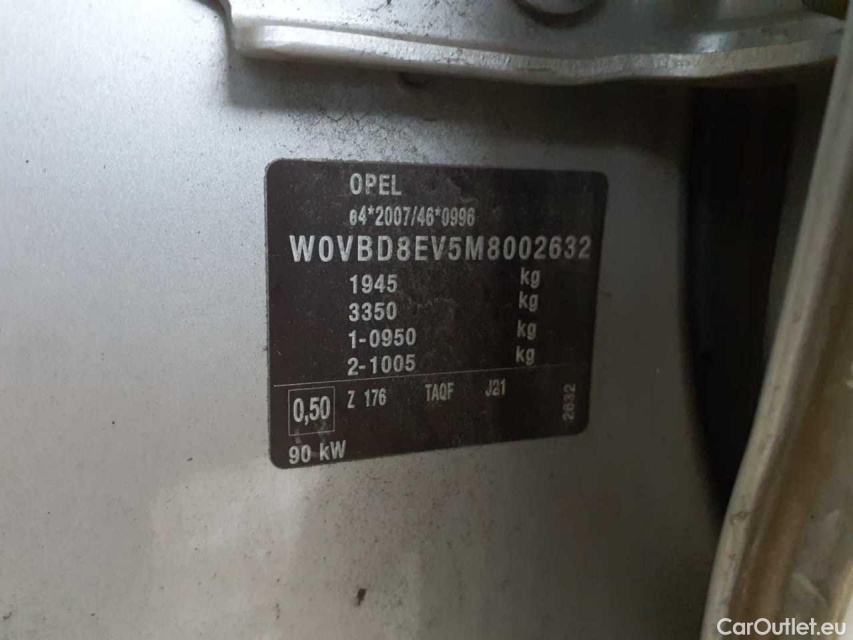 OPEL
e4*2007/46*0996
W0VBD8EV5M8002632
1945 kg
3350 kg
1-0950 kg
2-1005 kg
0,50 Z 176 TAQF J21
2632
90 kW
CarOutlet.eu